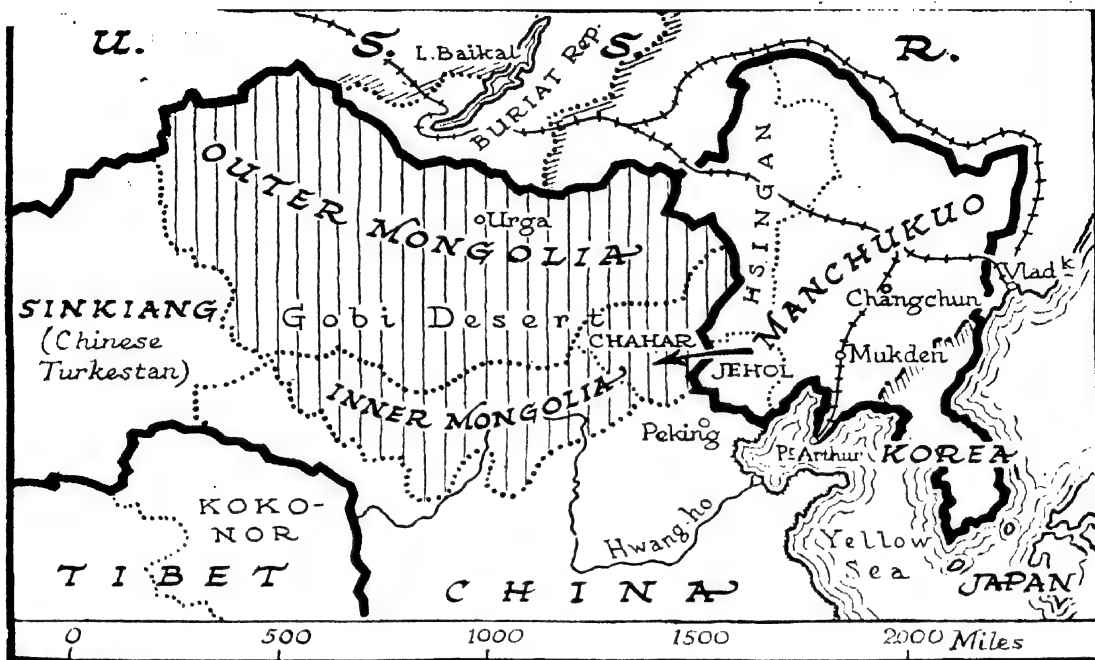 U. S. S. R.
L. Baikal
BURIAT Rep.
OUTER MONGOLIA
Urga
HSINGAN
MANCHUKUO
Vlad k
Changchun
SINKIANG
(Chinese
Turkestan)
Gobi Desert
CHAHAR
JEHOL
Mukden
INNER MONGOLIA
Peking
Pt. Arthur
KOREA
KOKO-
NOR
Hwang ho
Yellow
Sea
TIBET
CHINA
JAPAN
0 500 1000 1500 2000 Miles